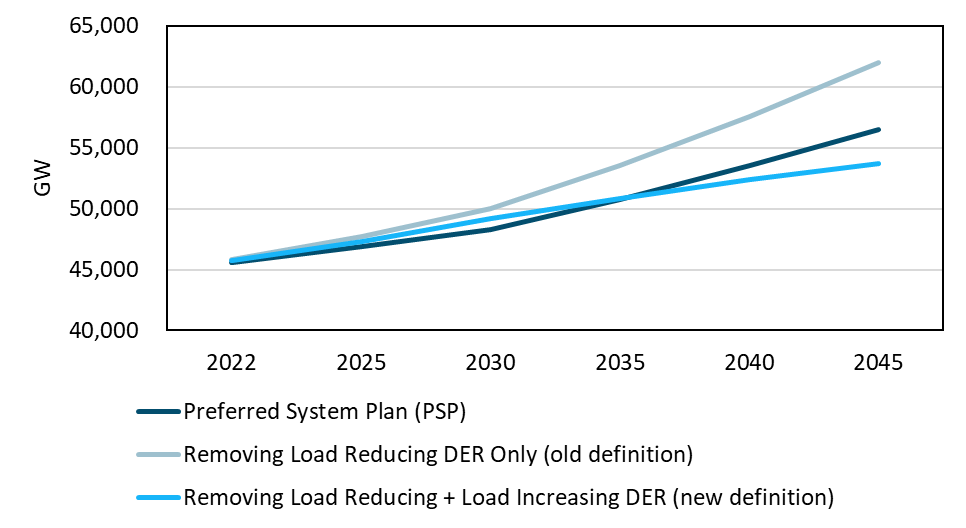 65,000
60,000
55,000
50,000
45,000
40,000
GW
2022 2025 2030 2035 2040 2045
Preferred System Plan (PSP)
Removing Load Reducing DER Only (old definition)
Removing Load Reducing + Load Increasing DER (new definition)